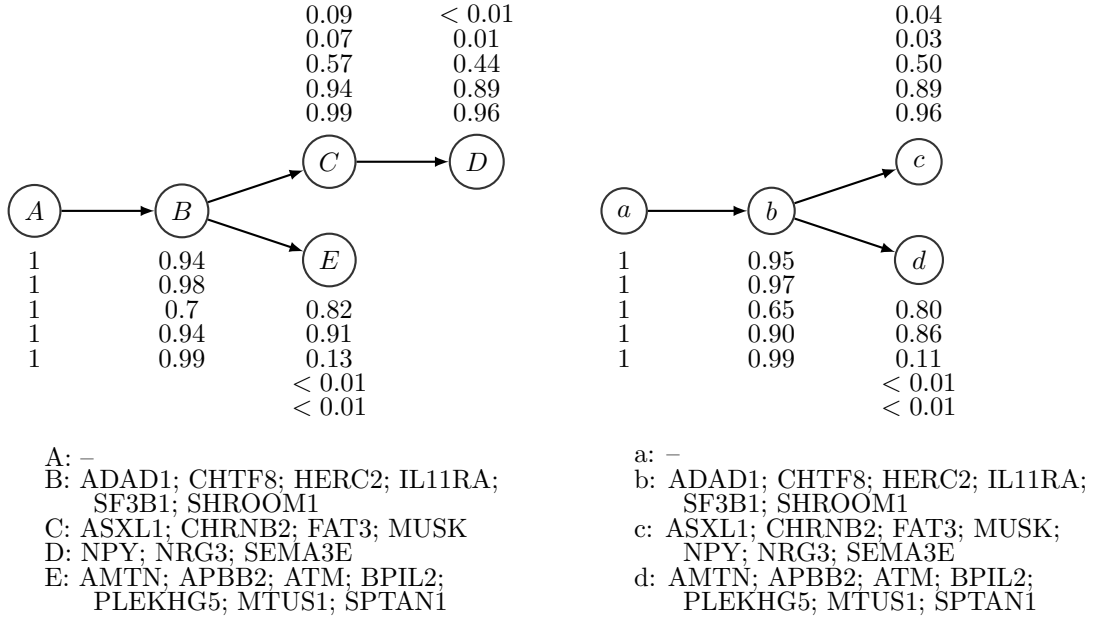 0.09 < 0.01
0.07 0.01
0.57 0.44
0.94 0.89
0.99 0.96
C D
A B
E
1 0.94
1 0.98
1 0.7 0.82
1 0.94 0.91
1 0.99 0.13
< 0.01
< 0.01
A: –
B: ADAD1; CHTF8; HERC2; IL11RA;
SF3B1; SHROOM1
C: ASXL1; CHRNB2; FAT3; MUSK
D: NPY; NRG3; SEMA3E
E: AMTN; APBB2; ATM; BPIL2;
PLEKHG5; MTUS1; SPTAN1
0.04
0.03
0.50
0.89
0.96
c
a b
d
1 0.95
1 0.97
1 0.65 0.80
1 0.90 0.86
1 0.99 0.11
< 0.01
< 0.01
a: –
b: ADAD1; CHTF8; HERC2; IL11RA;
SF3B1; SHROOM1
c: ASXL1; CHRNB2; FAT3; MUSK;
NPY; NRG3; SEMA3E
d: AMTN; APBB2; ATM; BPIL2;
PLEKHG5; MTUS1; SPTAN1